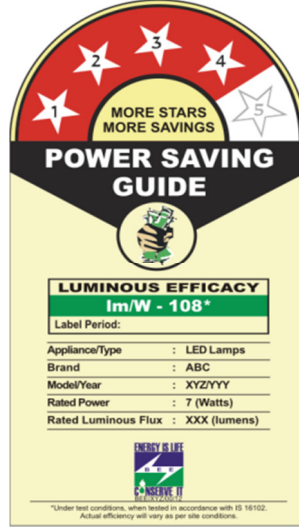 1 2 3 4 5
MORE STARS
MORE SAVINGS
POWER SAVING
GUIDE
LUMINOUS EFFICACY
lm/W - 108*
Label Period:
Appliance/Type : LED Lamps
Brand : ABC
Model/Year : XYZ/YYY
Rated Power : 7 (Watts)
Rated Luminous Flux : XXX (lumens)
ENERGY IS LIFE
BEE
CONSERVE IT
*Under test conditions, when tested in accordance with IS 16102.
Actual efficiency will vary as per site conditions.